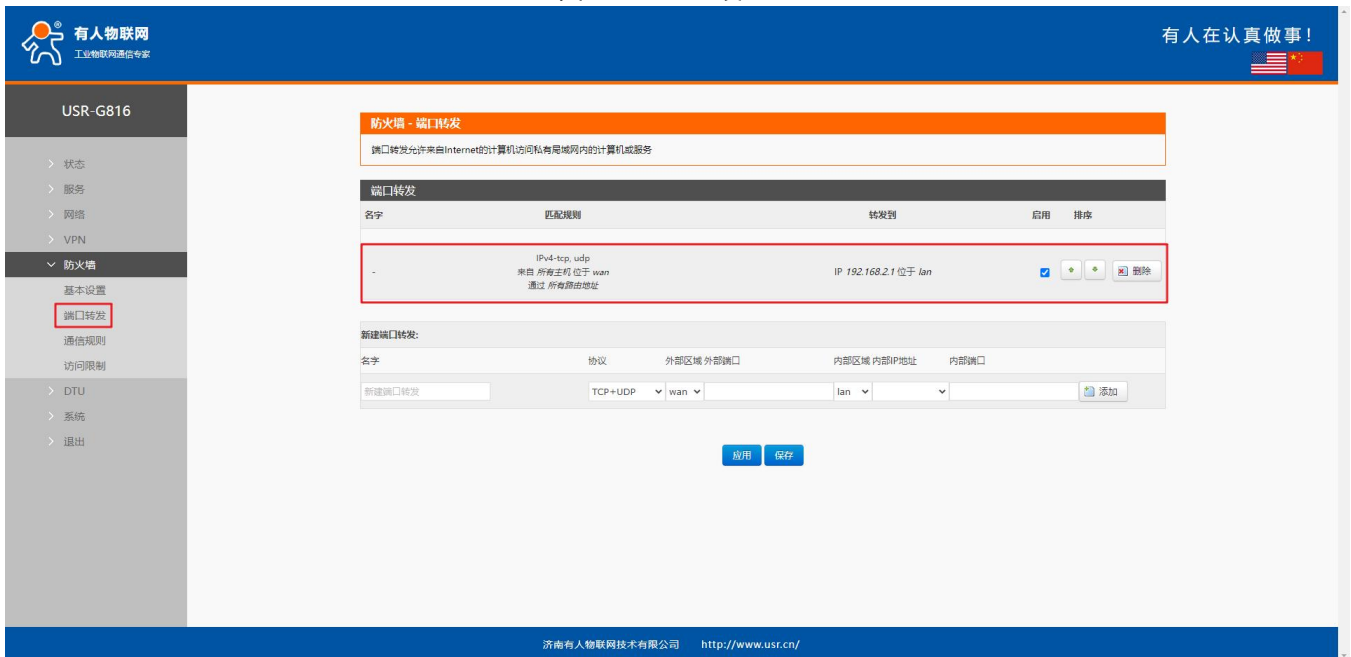 有人物联网
工业物联网通信专家
有人在认真做事！
USR-G816
状态
服务
网络
VPN
防火墙
基本设置
端口转发
通信规则
访问限制
DTU
系统
退出
防火墙 - 端口转发
端口转发允许来自Internet的计算机访问私有局域网内的计算机或服务
端口转发
名字 匹配规则 转发到 启用 排序
IPv4-tcp, udp
- 来自 所有主机 位于 wan IP 192.168.2.1 位于 lan 删除
通过 所有路由地址
新建端口转发:
名字 协议 外部区域 外部端口 内部区域 内部IP地址 内部端口
新建端口转发 TCP+UDP wan lan 添加
应用 保存
济南有人物联网技术有限公司 http://www.usr.cn/